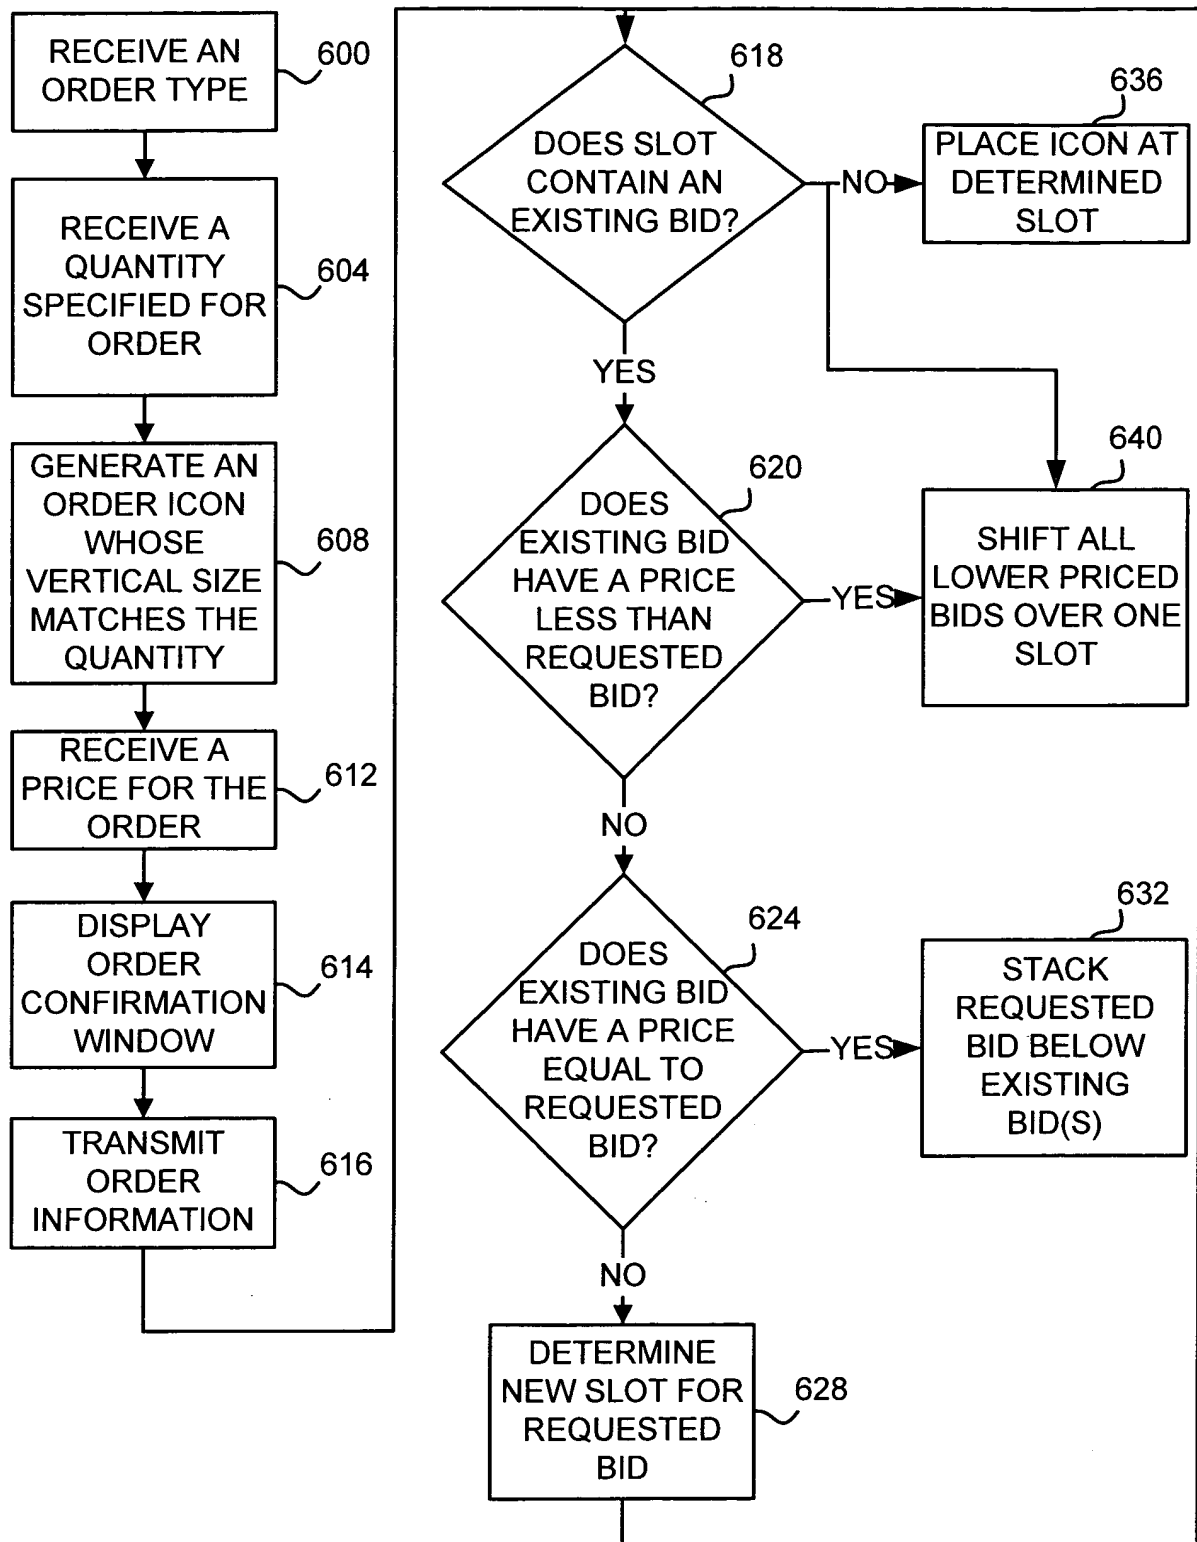 RECEIVE AN
ORDER TYPE
600
RECEIVE A
QUANTITY
SPECIFIED FOR
ORDER
604
GENERATE AN
ORDER ICON
WHOSE
VERTICAL SIZE
MATCHES THE
QUANTITY
608
RECEIVE A
PRICE FOR THE
ORDER
612
DISPLAY
ORDER
CONFIRMATION
WINDOW
614
TRANSMIT
ORDER
INFORMATION
616
DOES SLOT
CONTAIN AN
EXISTING BID?
618
NO
PLACE ICON AT
DETERMINED
SLOT
636
YES
DOES
EXISTING BID
HAVE A PRICE
LESS THAN
REQUESTED
BID?
620
YES
SHIFT ALL
LOWER PRICED
BIDS OVER ONE
SLOT
640
NO
DOES
EXISTING BID
HAVE A PRICE
EQUAL TO
REQUESTED
BID?
624
YES
STACK
REQUESTED
BID BELOW
EXISTING
BID(S)
632
NO
DETERMINE
NEW SLOT FOR
REQUESTED
BID
628